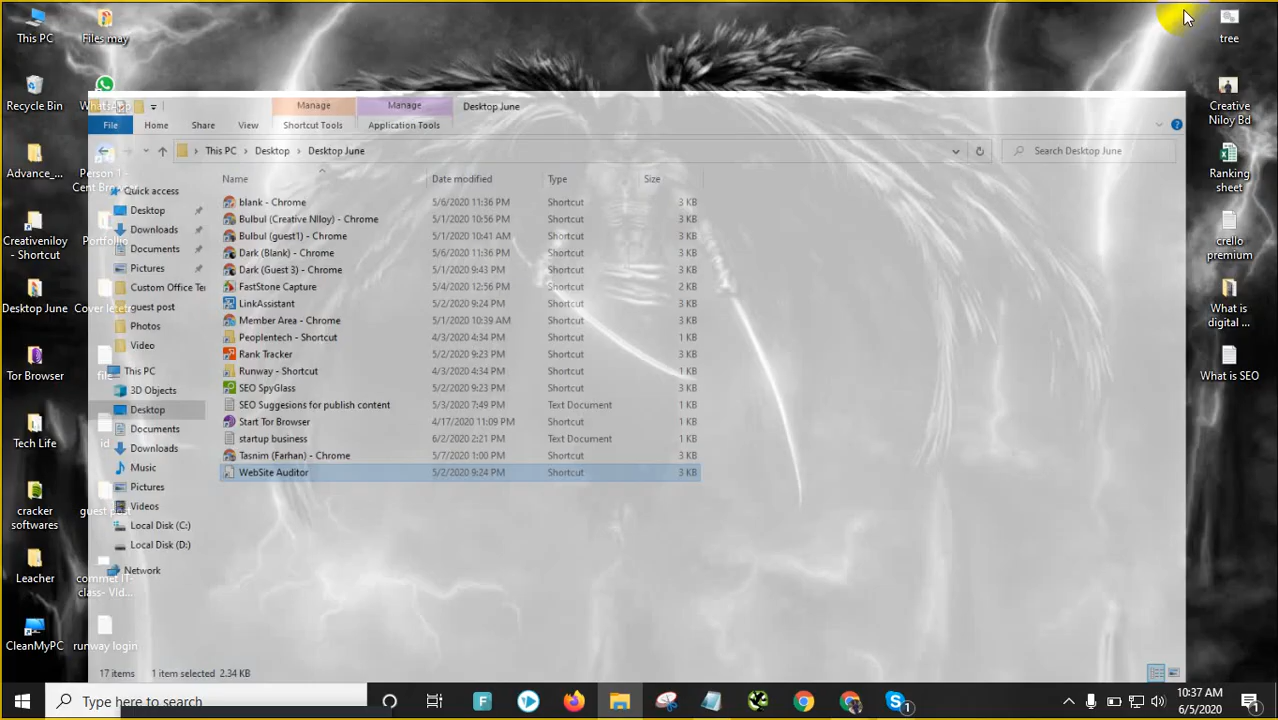 This PC
Files may
tree
Recycle Bin
WhatsApp
Creative
Niloy Bd
Manage
Manage
Desktop June
File
Home
Share
View
Shortcut Tools
Application Tools
This PC > Desktop > Desktop June
Search Desktop June
Advance_...
Person 1 -
Cent Browser
Ranking
sheet
Name
Date modified
Type
Size
Quick access
Desktop
Downloads
Documents
Pictures
Custom Office Te
guest post
Photos
Video
This PC
3D Objects
Desktop
Documents
Downloads
Music
Pictures
Videos
Local Disk (C:)
Local Disk (D:)
Network
blank - Chrome 5/6/2020 11:36 PM Shortcut 3 KB
Bulbul (Creative NIloy) - Chrome 5/1/2020 10:56 PM Shortcut 3 KB
Bulbul (guest1) - Chrome 5/1/2020 10:41 AM Shortcut 3 KB
Dark (Blank) - Chrome 5/6/2020 11:36 PM Shortcut 3 KB
Dark (Guest 3) - Chrome 5/1/2020 9:43 PM Shortcut 3 KB
FastStone Capture 5/4/2020 12:56 PM Shortcut 2 KB
LinkAssistant 5/2/2020 9:24 PM Shortcut 3 KB
Member Area - Chrome 5/1/2020 10:39 AM Shortcut 3 KB
Peoplentech - Shortcut 4/3/2020 4:34 PM Shortcut 1 KB
Rank Tracker 5/2/2020 9:23 PM Shortcut 3 KB
Runway - Shortcut 4/3/2020 4:34 PM Shortcut 1 KB
SEO SpyGlass 5/2/2020 9:23 PM Shortcut 3 KB
SEO Suggesions for publish content 5/3/2020 7:49 PM Text Document 1 KB
Start Tor Browser 4/17/2020 11:09 PM Shortcut 1 KB
startup business 6/2/2020 2:21 PM Text Document 1 KB
Tasnim (Farhan) - Chrome 5/7/2020 1:00 PM Shortcut 3 KB
WebSite Auditor 5/2/2020 9:24 PM Shortcut 3 KB
Creativeniloy
- Shortcut
Portfollio
crello
premium
Desktop June
What is
digital ...
Tor Browser
file
What is SEO
Tech Life
id
cracker
softwares
guest post
Leacher
commet IT-
class- VId...
CleanMyPC
runway login
17 items
1 item selected 2.34 KB
Type here to search
F
1
10:37 AM
6/5/2020
1